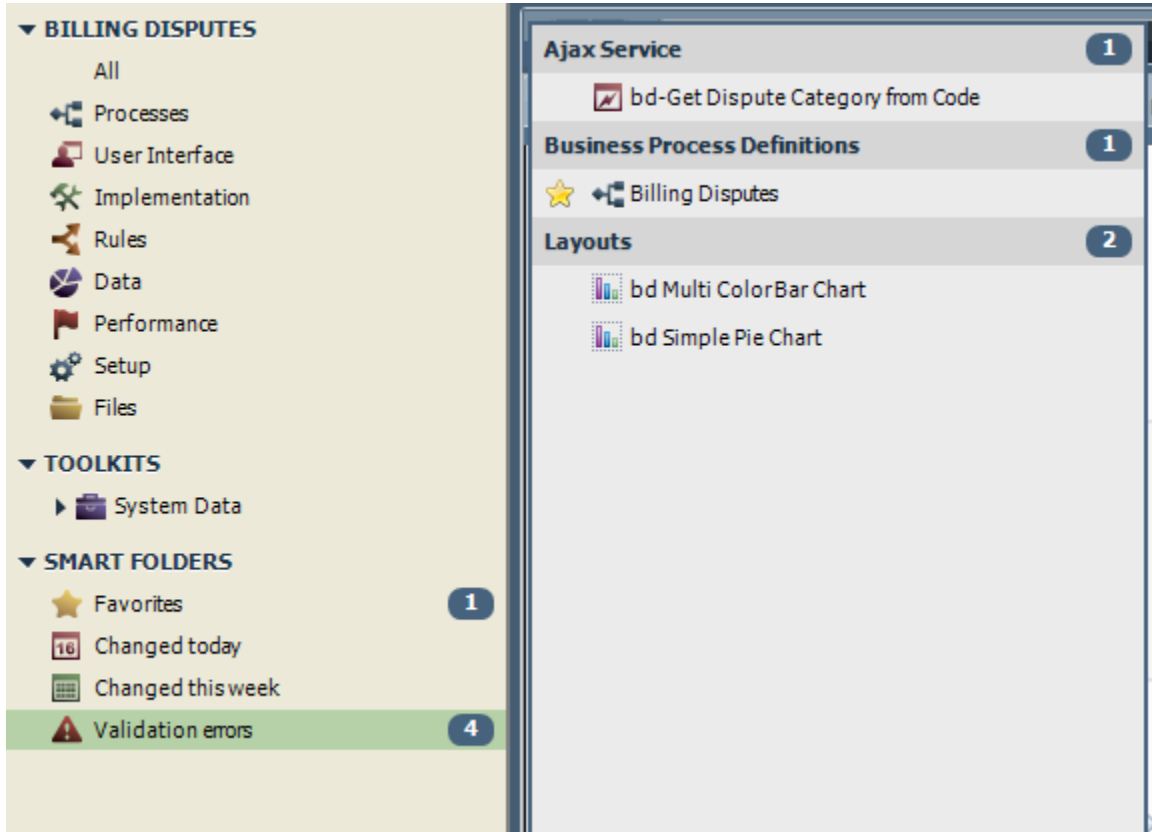 BILLING DISPUTES
All
Processes
User Interface
Implementation
Rules
Data
Performance
Setup
Files
TOOLKITS
System Data
SMART FOLDERS
Favorites 1
16 Changed today
Changed this week
Validation errors 4
Ajax Service 1
bd-Get Dispute Category from Code
Business Process Definitions 1
Billing Disputes
Layouts 2
bd Multi Color Bar Chart
bd Simple Pie Chart